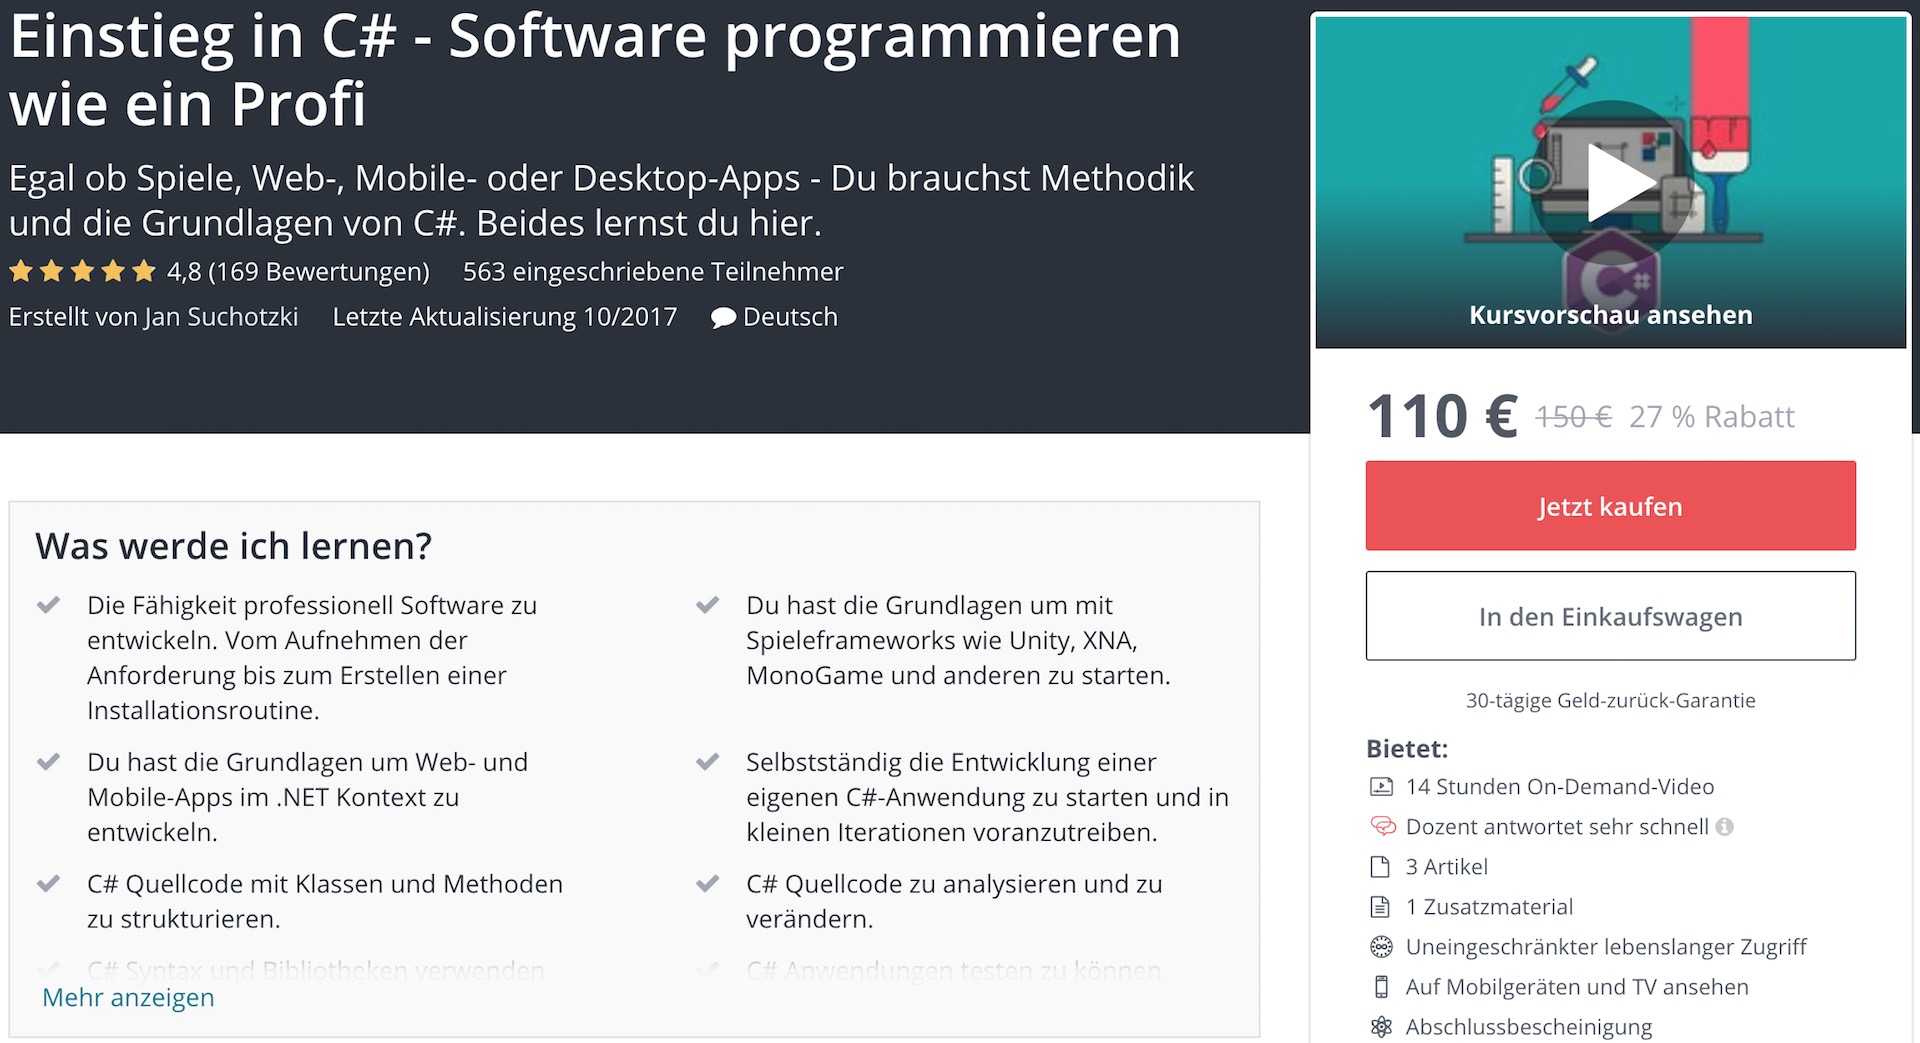 Einstieg in C# - Software programmieren
wie ein Profi
Egal ob Spiele, Web-, Mobile- oder Desktop-Apps - Du brauchst Methodik
und die Grundlagen von C#. Beides lernst du hier.
4,8 (169 Bewertungen) 563 eingeschriebene Teilnehmer
Erstellt von Jan Suchotzki Letzte Aktualisierung 10/2017 Deutsch
C#
Kursvorschau ansehen
110 € 150 € 27 % Rabatt
Jetzt kaufen
In den Einkaufswagen
30-tägige Geld-zurück-Garantie
Bietet:
14 Stunden On-Demand-Video
Dozent antwortet sehr schnell
3 Artikel
1 Zusatzmaterial
Uneingeschränkter lebenslanger Zugriff
Auf Mobilgeräten und TV ansehen
Abschlussbescheinigung
Was werde ich lernen?
Die Fähigkeit professionell Software zu
entwickeln. Vom Aufnehmen der
Anforderung bis zum Erstellen einer
Installationsroutine.
Du hast die Grundlagen um mit
Spieleframeworks wie Unity, XNA,
MonoGame und anderen zu starten.
Du hast die Grundlagen um Web- und
Mobile-Apps im .NET Kontext zu
entwickeln.
Selbstständig die Entwicklung einer
eigenen C#-Anwendung zu starten und in
kleinen Iterationen voranzutreiben.
C# Quellcode mit Klassen und Methoden
zu strukturieren.
C# Quellcode zu analysieren und zu
verändern.
C# Syntax und Bibliotheken verwenden
C# Anwendungen testen zu können.
Mehr anzeigen